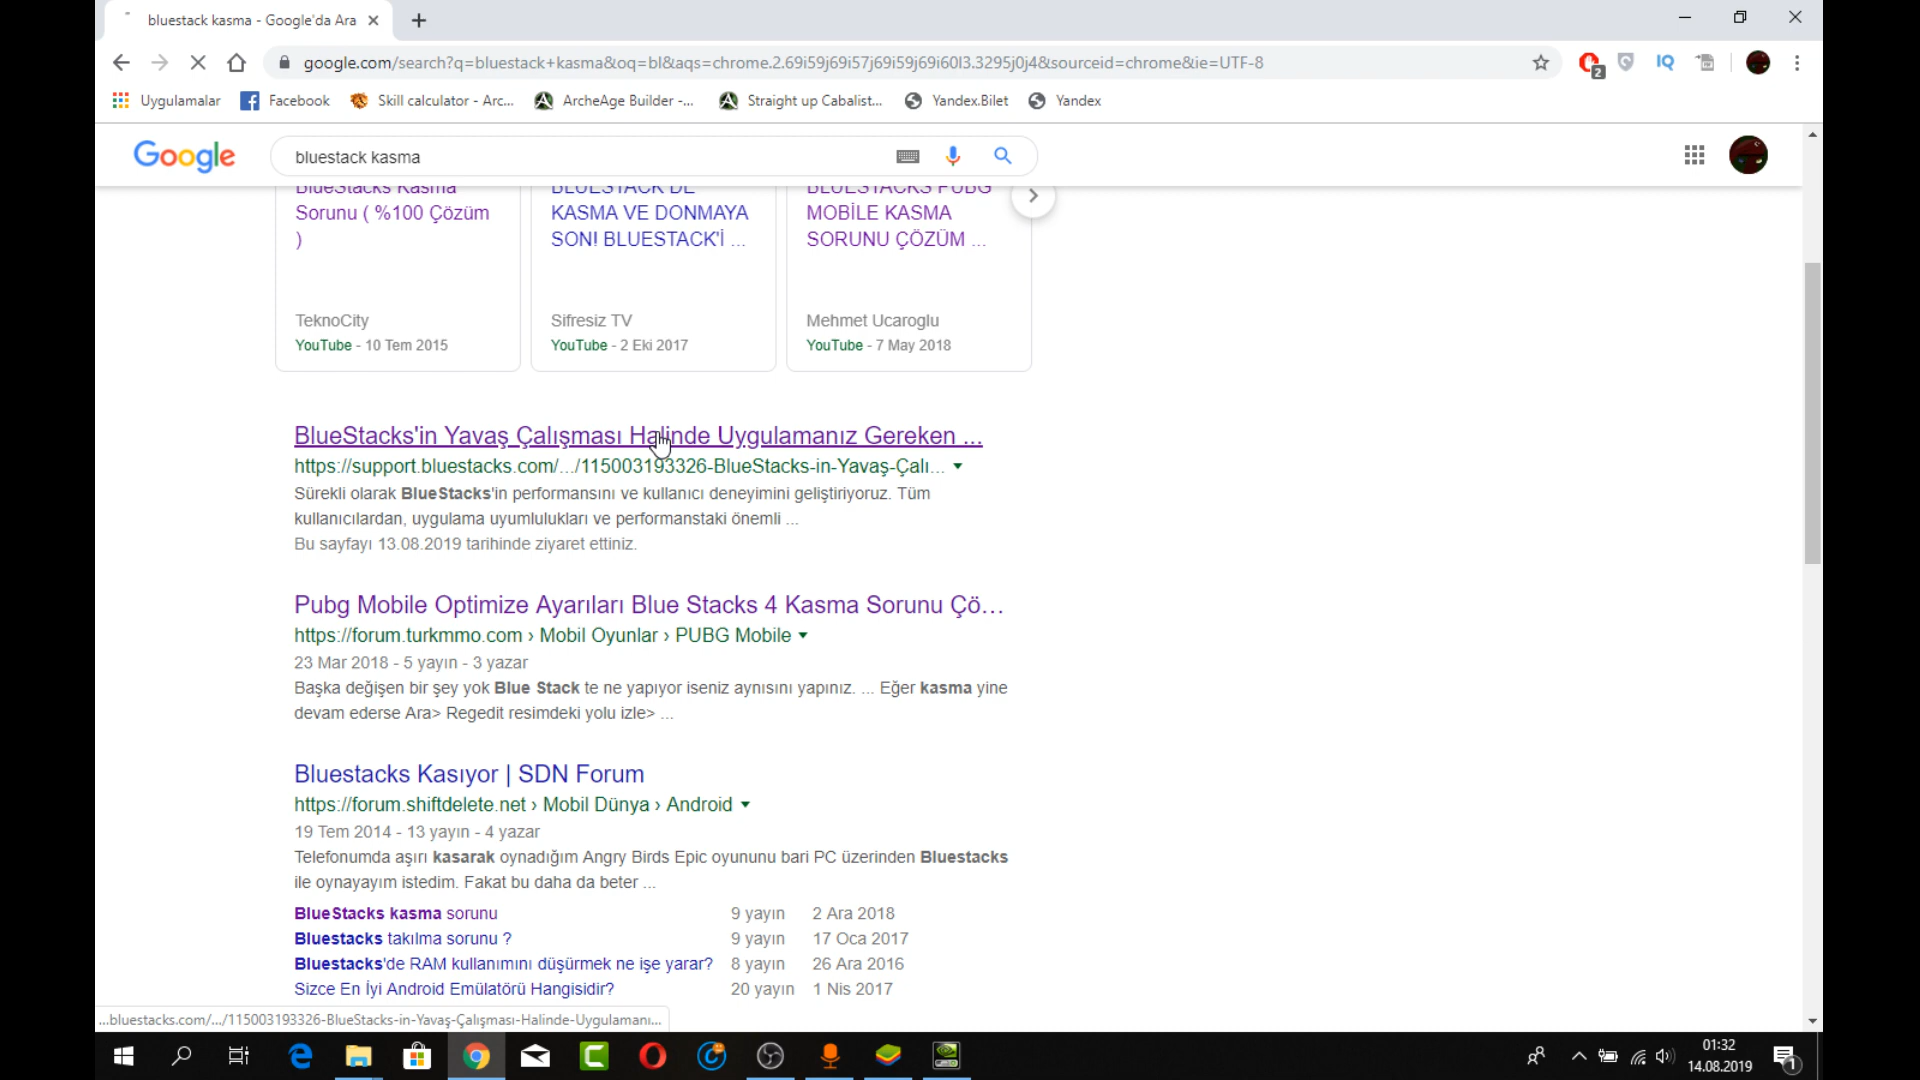 bluestack kasma - Google'da Ara
google.com/search?q=bluestack+kasma&oq=bl&aqs=chrome.2.69i59j69i57j69i59j69i60l3.3295j0j4&sourceid=chrome&ie=UTF-8
2
IQ
Uygulamalar
Facebook
Skill calculator - Arc...
ArcheAge Builder -...
Straight up Cabalist...
Yandex.Bilet
Yandex
Google
bluestack kasma
BlueStacks Kasma
Sorunu ( %100 Çözüm
)
TeknoCity
YouTube - 10 Tem 2015
BLUESTACK'DE
KASMA VE DONMAYA
SON! BLUESTACK'İ ...
Sifresiz TV
YouTube - 2 Eki 2017
BLUESTACKS PUBG
MOBİLE KASMA
SORUNU ÇÖZÜM ...
Mehmet Ucaroglu
YouTube - 7 May 2018
BlueStacks'in Yavaş Çalışması Halinde Uygulamanız Gereken ...
https://support.bluestacks.com/.../115003193326-BlueStacks-in-Yavaş-Çalı...
Sürekli olarak BlueStacks'in performansını ve kullanıcı deneyimini geliştiriyoruz. Tüm
kullanıcılardan, uygulama uyumlulukları ve performanstaki önemli ...
Bu sayfayı 13.08.2019 tarihinde ziyaret ettiniz.
Pubg Mobile Optimize Ayarıları Blue Stacks 4 Kasma Sorunu Çö...
https://forum.turkmmo.com › Mobil Oyunlar › PUBG Mobile
23 Mar 2018 - 5 yayın - 3 yazar
Başka değişen bir şey yok Blue Stack te ne yapıyor iseniz aynısını yapınız. ... Eğer kasma yine
devam ederse Ara> Regedit resimdeki yolu izle> ...
Bluestacks Kasıyor | SDN Forum
https://forum.shiftdelete.net › Mobil Dünya › Android
19 Tem 2014 - 13 yayın - 4 yazar
Telefonumda aşırı kasarak oynadığım Angry Birds Epic oyununu bari PC üzerinden Bluestacks
ile oynayayım istedim. Fakat bu daha da beter ...
BlueStacks kasma sorunu 9 yayın 2 Ara 2018
Bluestacks takılma sorunu ? 9 yayın 17 Oca 2017
Bluestacks'de RAM kullanımını düşürmek ne işe yarar? 8 yayın 26 Ara 2016
Sizce En İyi Android Emülatörü Hangisidir? 20 yayın 1 Nis 2017
...bluestacks.com/.../115003193326-BlueStacks-in-Yavaş-Çalışması-Halinde-Uygulamanı...
01:32
14.08.2019
1